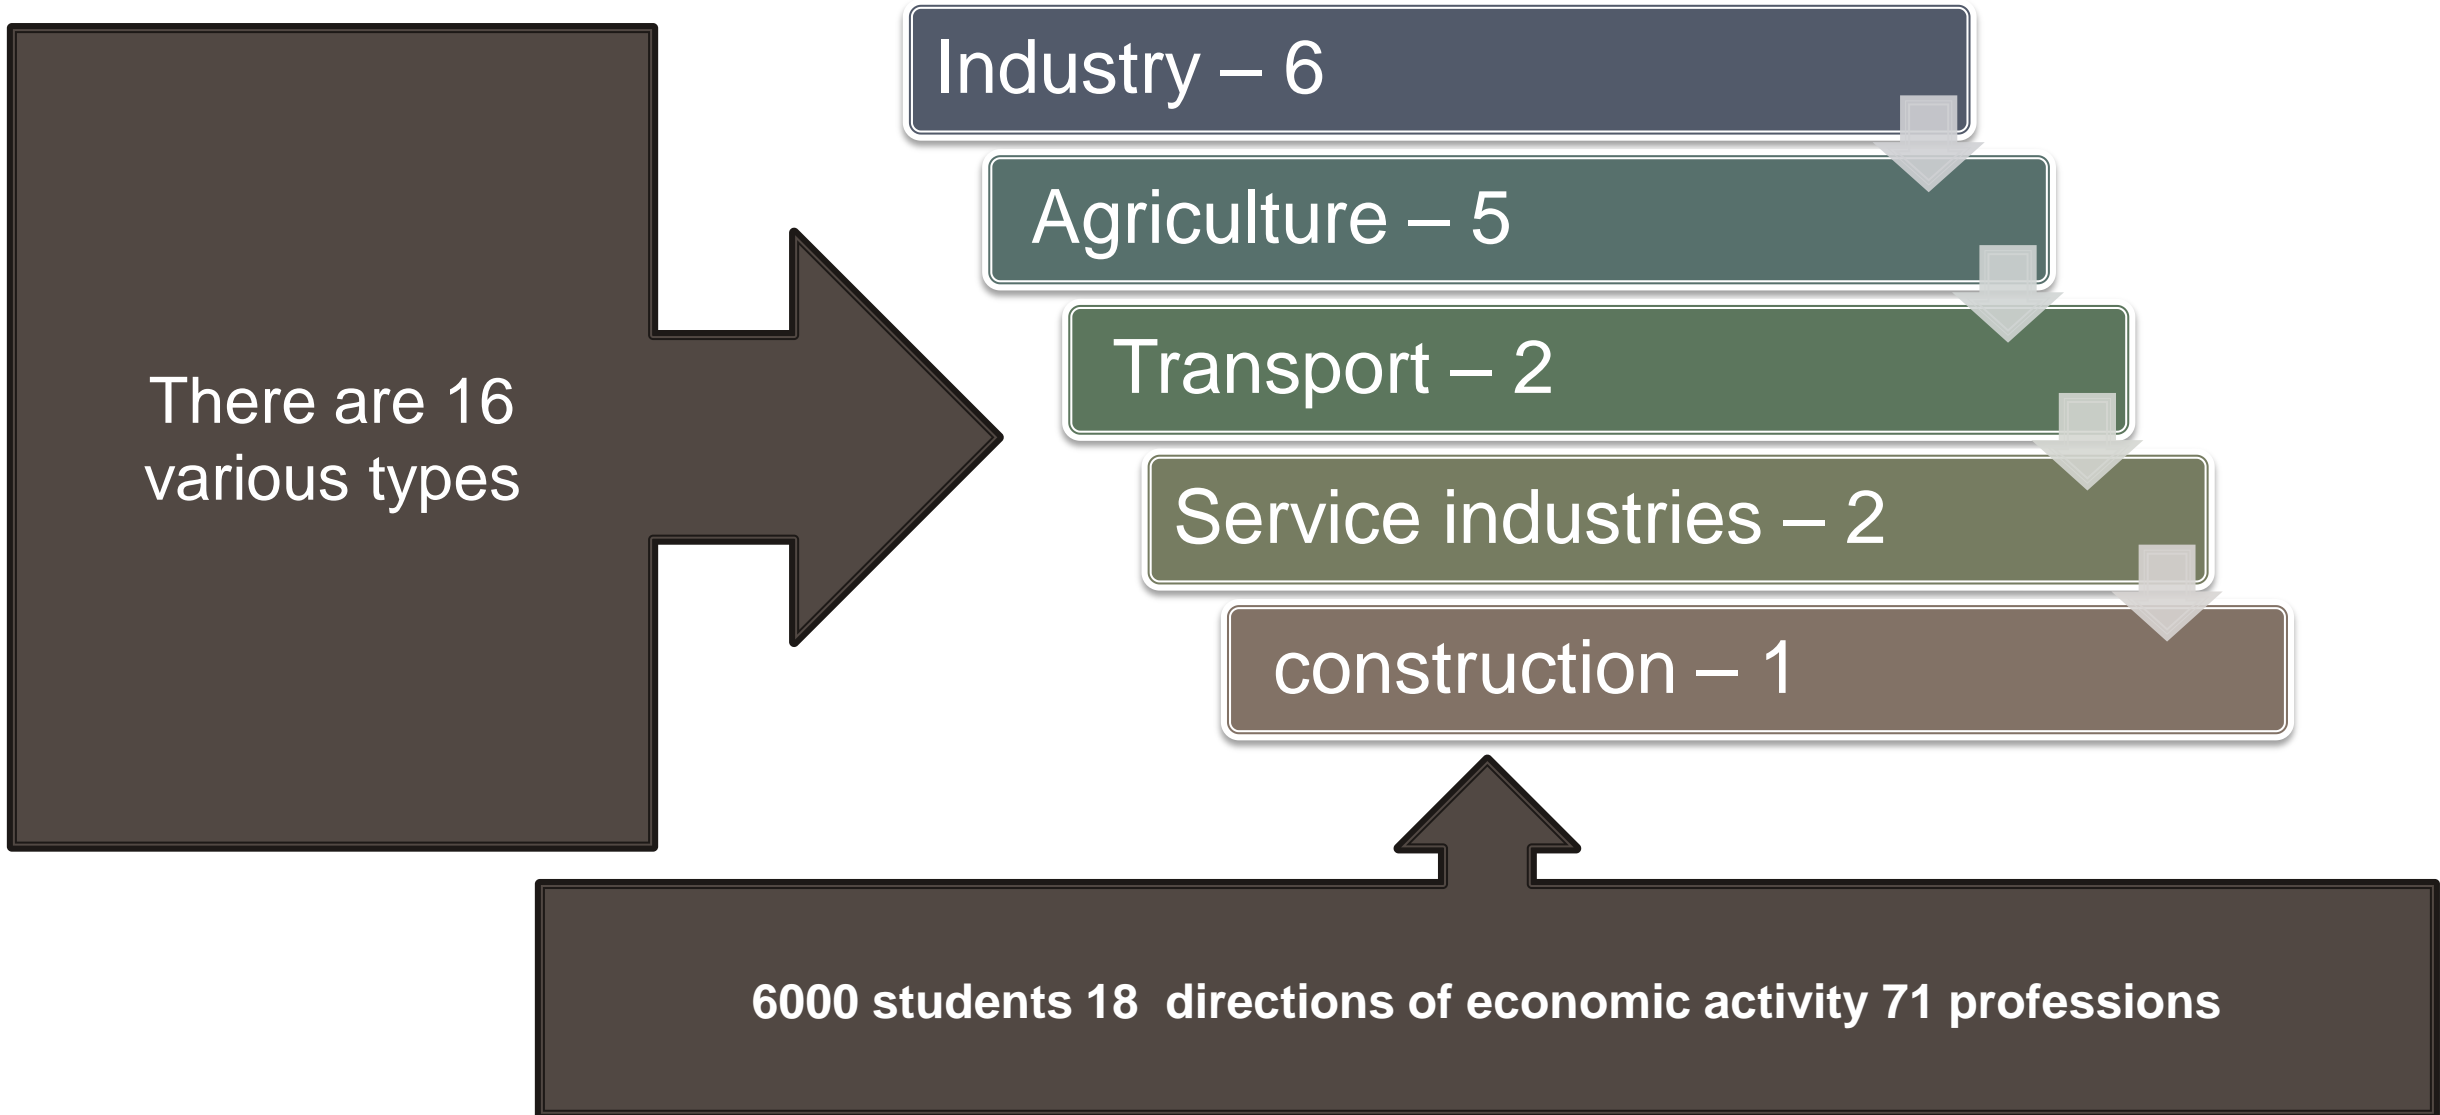 There are 16
various types
Industry – 6
Agriculture – 5
Transport – 2
Service industries – 2
construction – 1
6000 students 18  directions of economic activity 71 professions